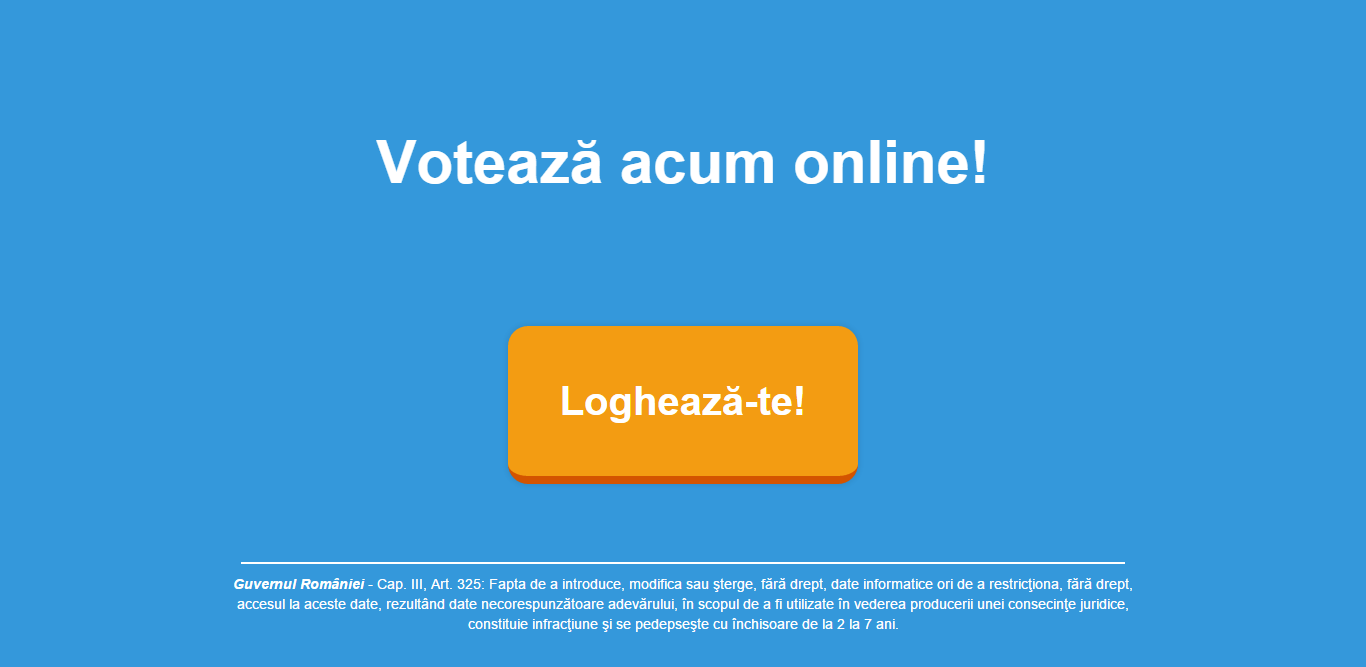 Votează acum online!
Loghează-te!
Guvernul României - Cap. III, Art. 325: Fapta de a introduce, modifica sau şterge, fără drept, date informatice ori de a restricţiona, fără drept,
accesul la aceste date, rezultând date necorespunzătoare adevărului, în scopul de a fi utilizate în vederea producerii unei consecinţe juridice,
constituie infracţiune şi se pedepseşte cu închisoare de la 2 la 7 ani.